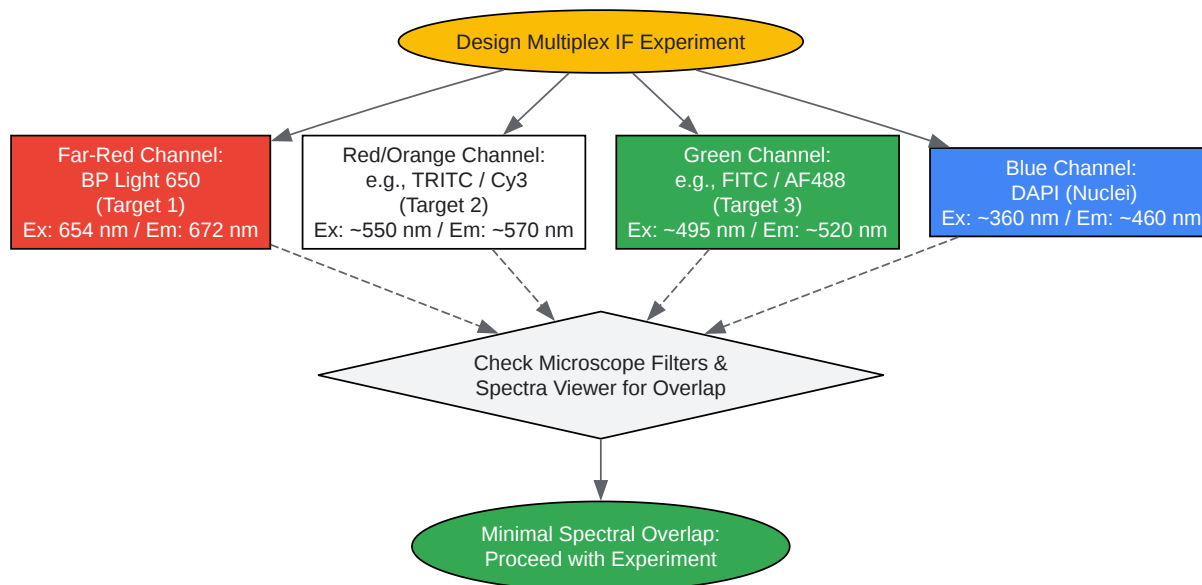 Design Multiplex IF Experiment
Far-Red Channel:
BP Light 650
(Target 1)
Ex: 654 nm / Em: 672 nm
Red/Orange Channel:
e.g., TRITC / Cy3
(Target 2)
Ex: ~550 nm / Em: ~570 nm
Green Channel:
e.g., FITC / AF488
(Target 3)
Ex: ~495 nm / Em: ~520 nm
Blue Channel:
DAPI (Nuclei)
Ex: ~360 nm / Em: ~460 nm
Check Microscope Filters &
Spectra Viewer for Overlap
Minimal Spectral Overlap:
Proceed with Experiment